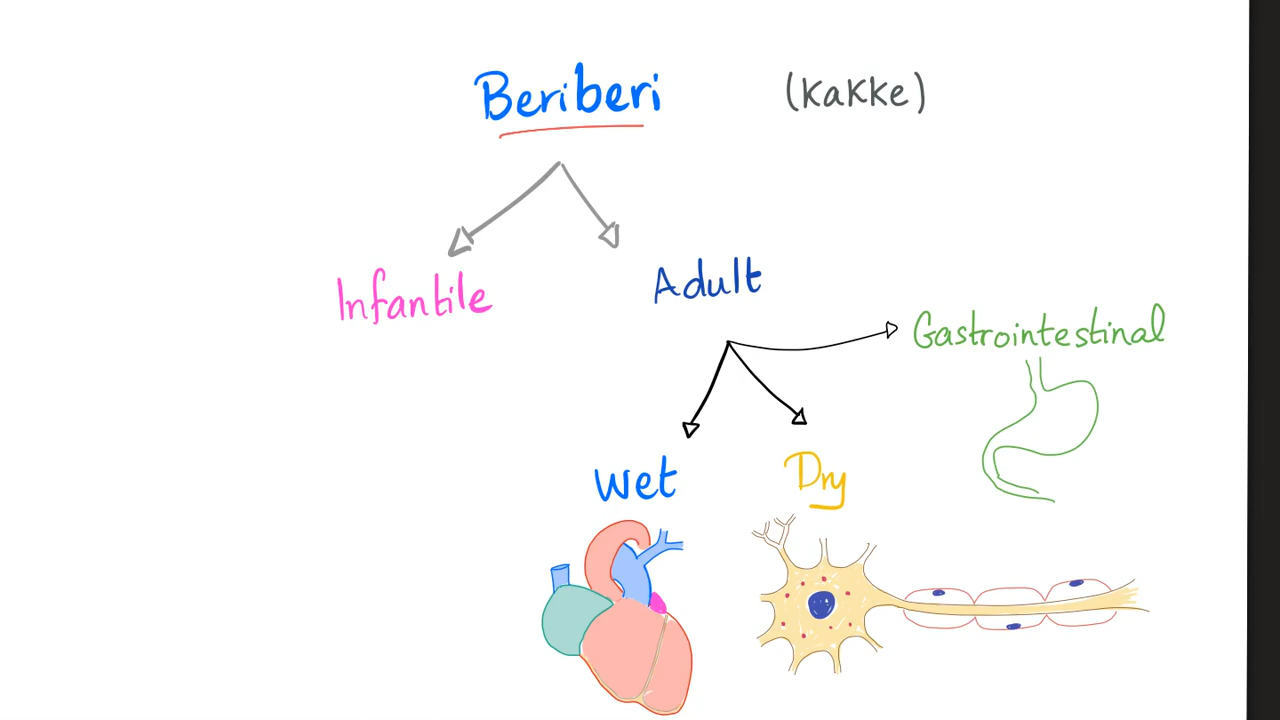 Beriberi (Kakke)
Infantile
Adult
Gastrointestinal
Wet
Dry